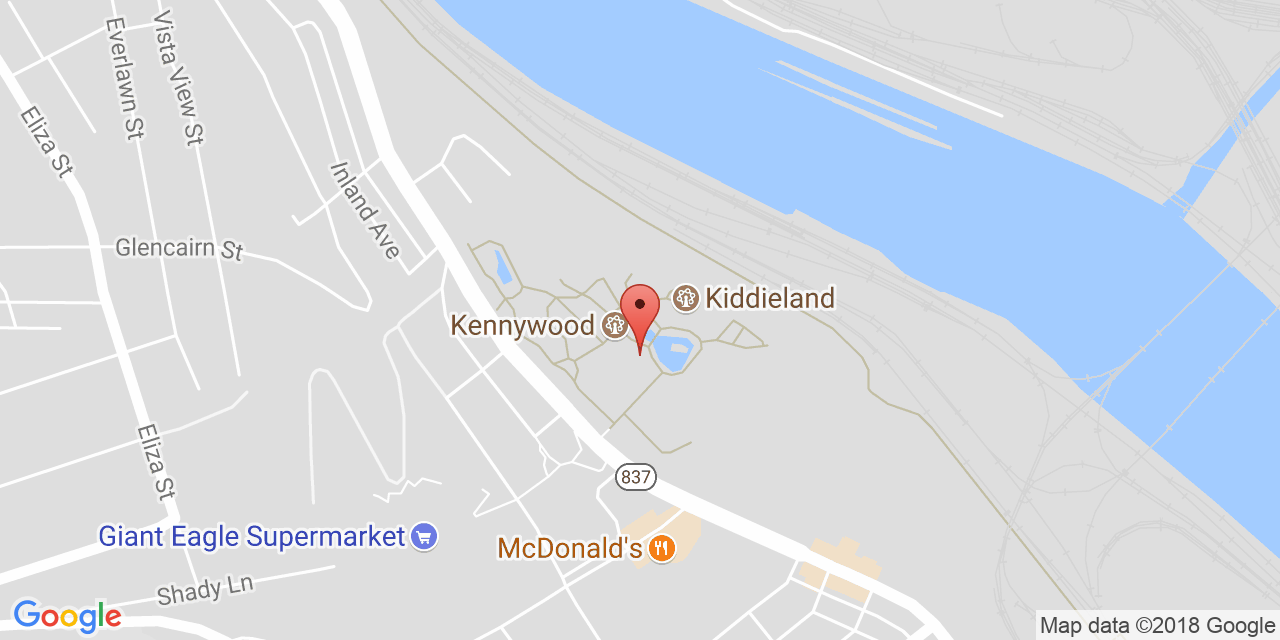 Everlawn St
Vista View St
Eliza St
Inland Ave
Glencairn St
Kiddieland
Kennywood
Eliza St
837
Giant Eagle Supermarket
McDonald's
Shady Ln
Google
Map data ©2018 Google